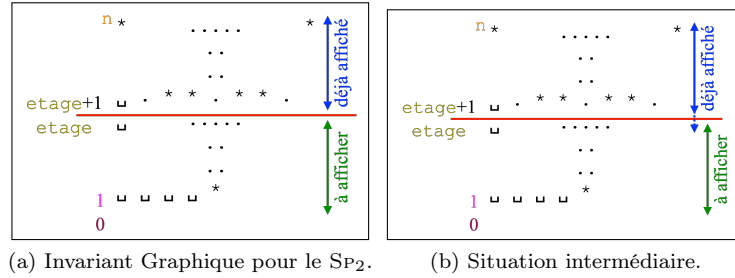 n * ..... *
. .
. .
etage+1 ␣ . * * . * * .
etage ␣ .....
. .
. .
1 ␣ ␣ ␣ ␣ *
0
déjà affiché
à afficher
n * ..... *
. .
. .
etage+1 ␣ . * * . * * .
etage ␣ .....
. .
. .
1 ␣ ␣ ␣ ␣ *
0
déjà affiché
à afficher
(a) Invariant Graphique pour le SP₂.
(b) Situation intermédiaire.